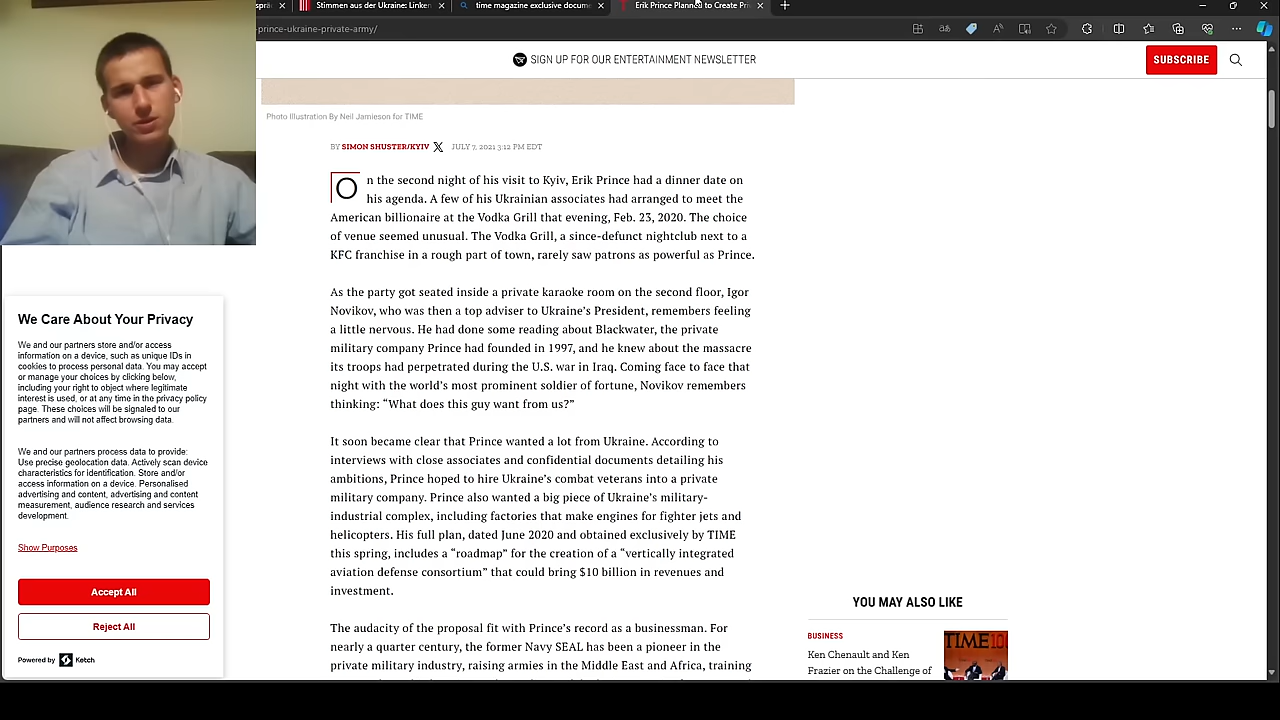 Stimmen aus der Ukraine: Linken
time magazine exclusive docume
Erik Prince Planned to Create Pri
-prince-ukraine-private-army/
SIGN UP FOR OUR ENTERTAINMENT NEWSLETTER
SUBSCRIBE
Photo Illustration By Neil Jamieson for TIME
BY SIMON SHUSTER/KYIV X JULY 7, 2021 3:12 PM EDT
On the second night of his visit to Kyiv, Erik Prince had a dinner date on
his agenda. A few of his Ukrainian associates had arranged to meet the
American billionaire at the Vodka Grill that evening, Feb. 23, 2020. The choice
of venue seemed unusual. The Vodka Grill, a since-defunct nightclub next to a
KFC franchise in a rough part of town, rarely saw patrons as powerful as Prince.
As the party got seated inside a private karaoke room on the second floor, Igor
Novikov, who was then a top adviser to Ukraine's President, remembers feeling
a little nervous. He had done some reading about Blackwater, the private
military company Prince had founded in 1997, and he knew about the massacre
its troops had perpetrated during the U.S. war in Iraq. Coming face to face that
night with the world's most prominent soldier of fortune, Novikov remembers
thinking: “What does this guy want from us?”
It soon became clear that Prince wanted a lot from Ukraine. According to
interviews with close associates and confidential documents detailing his
ambitions, Prince hoped to hire Ukraine's combat veterans into a private
military company. Prince also wanted a big piece of Ukraine's military-
industrial complex, including factories that make engines for fighter jets and
helicopters. His full plan, dated June 2020 and obtained exclusively by TIME
this spring, includes a “roadmap” for the creation of a “vertically integrated
aviation defense consortium” that could bring $10 billion in revenues and
investment.
The audacity of the proposal fit with Prince's record as a businessman. For
nearly a quarter century, the former Navy SEAL has been a pioneer in the
private military industry, raising armies in the Middle East and Africa, training
We Care About Your Privacy
We and our partners store and/or access
information on a device, such as unique IDs in
cookies to process personal data. You may accept
or manage your choices by clicking below,
including your right to object where legitimate
interest is used, or at any time in the privacy policy
page. These choices will be signaled to our
partners and will not affect browsing data.
We and our partners process data to provide:
Use precise geolocation data. Actively scan device
characteristics for identification. Store and/or
access information on a device. Personalised
advertising and content, advertising and content
measurement, audience research and services
development.
Show Purposes
Accept All
Reject All
Powered by Ketch
YOU MAY ALSO LIKE
BUSINESS
Ken Chenault and Ken
Frazier on the Challenge of
TIME100